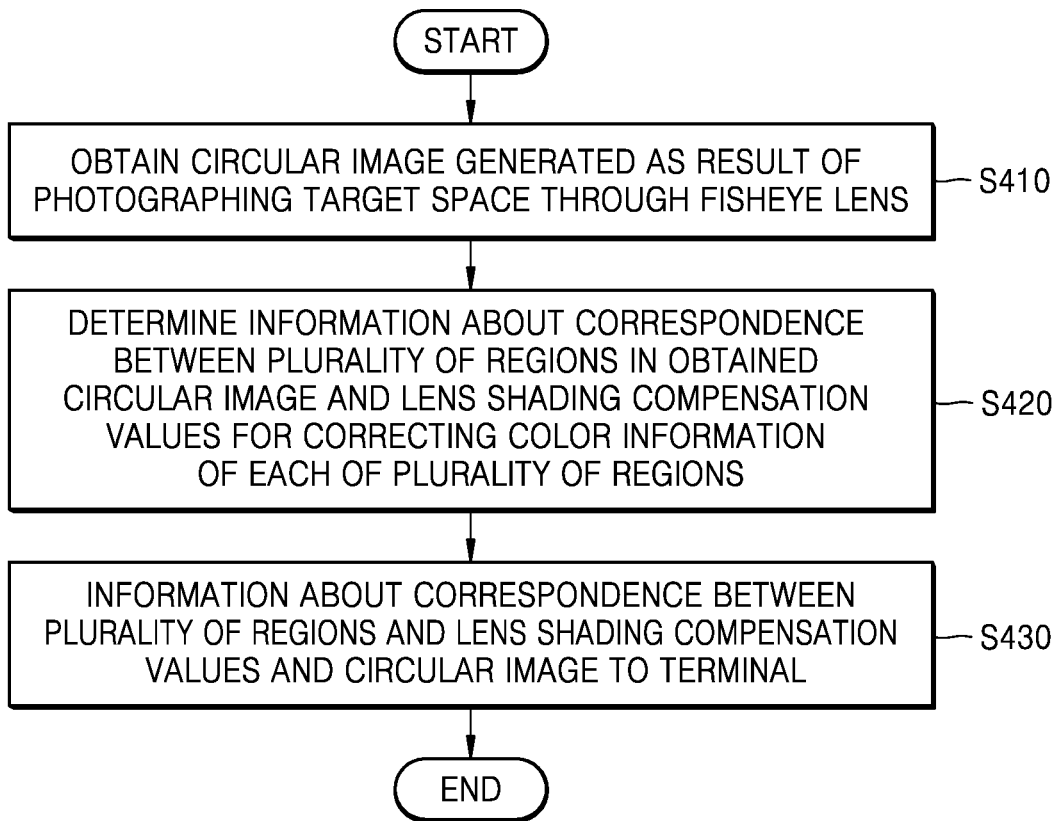 START
OBTAIN CIRCULAR IMAGE GENERATED AS RESULT OF
PHOTOGRAPHING TARGET SPACE THROUGH FISHEYE LENS
S410
DETERMINE INFORMATION ABOUT CORRESPONDENCE
BETWEEN PLURALITY OF REGIONS IN OBTAINED
CIRCULAR IMAGE AND LENS SHADING COMPENSATION
VALUES FOR CORRECTING COLOR INFORMATION
OF EACH OF PLURALITY OF REGIONS
S420
INFORMATION ABOUT CORRESPONDENCE BETWEEN
PLURALITY OF REGIONS AND LENS SHADING COMPENSATION
VALUES AND CIRCULAR IMAGE TO TERMINAL
S430
END